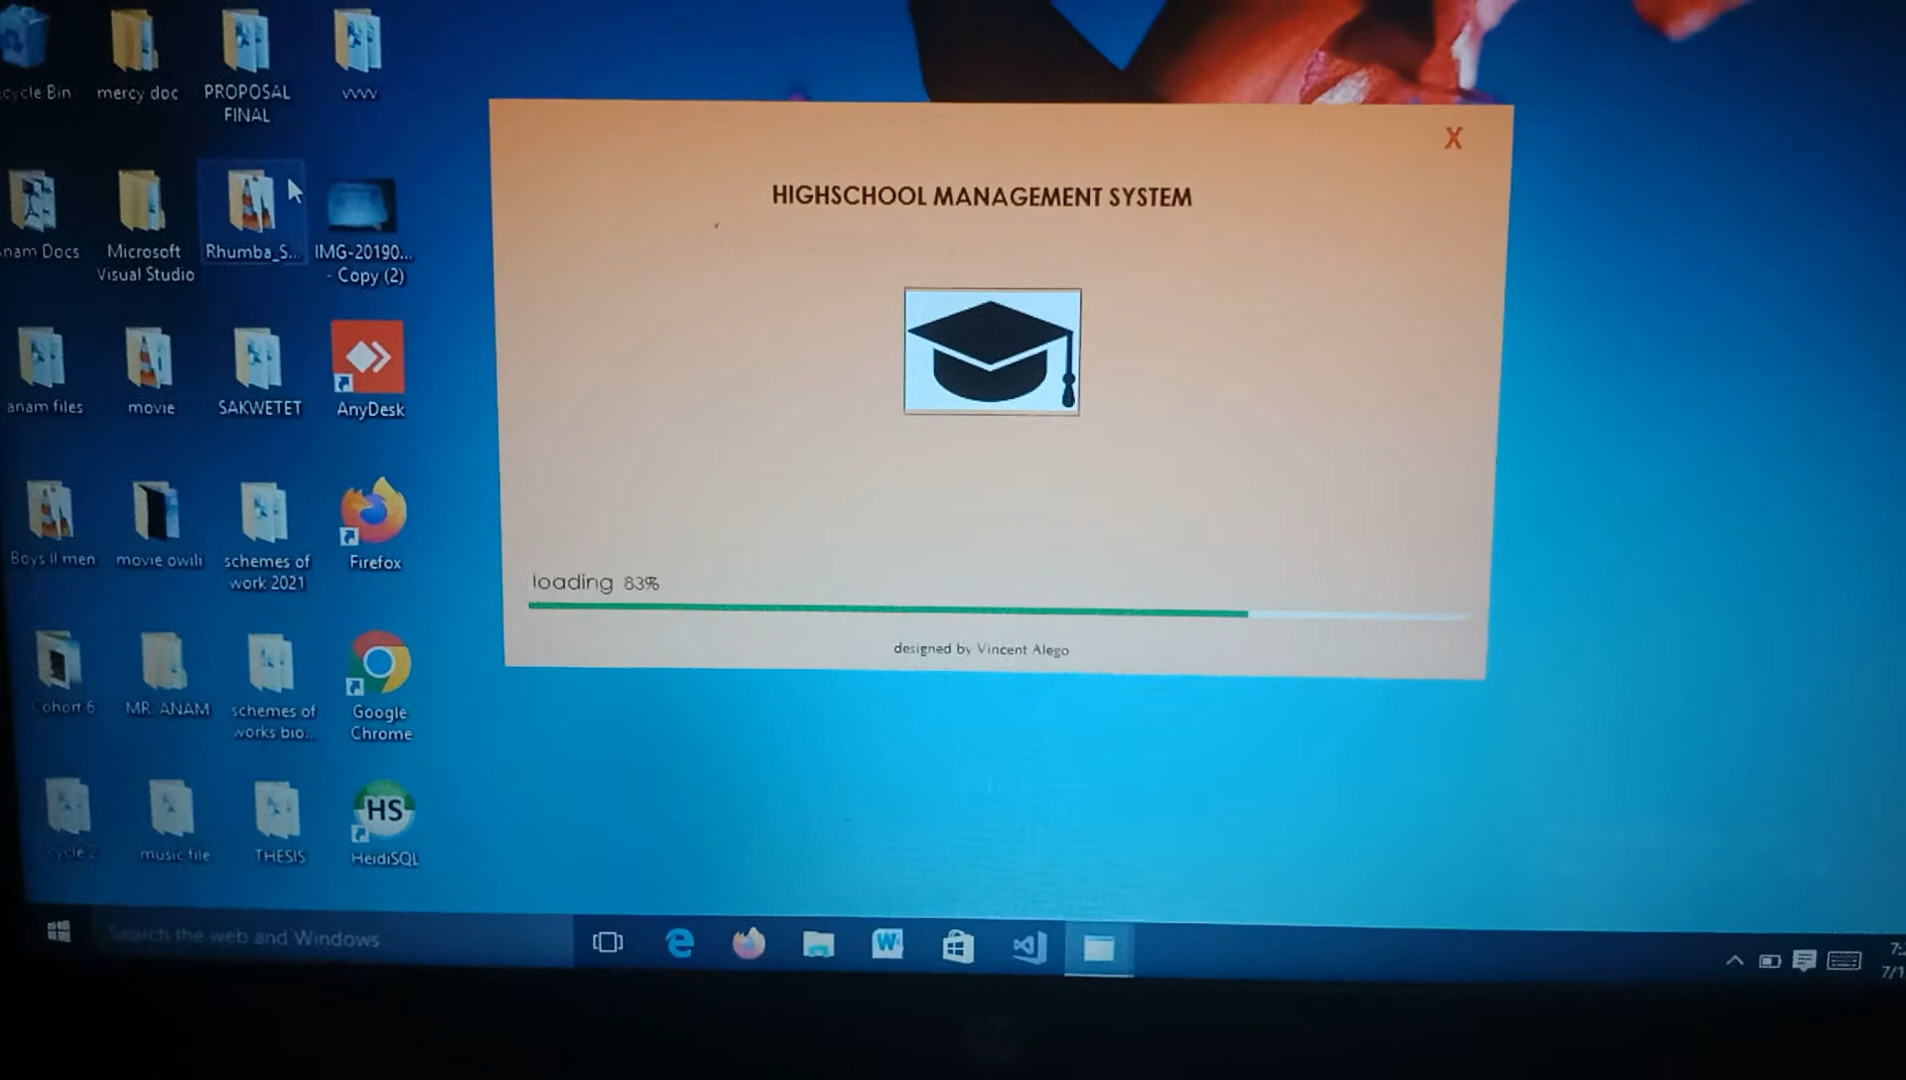 cycle Bin
mercy doc
PROPOSAL
FINAL
vvvv
nam Docs
Microsoft
Visual Studio
Rhumba_S...
IMG-20190...
- Copy (2)
anam files
movie
SAKWETET
AnyDesk
Boys II men
movie owili
schemes of
work 2021
Firefox
Cohort 6
MR. ANAM
schemes of
works bio...
Google
Chrome
cycle 2
music file
THESIS
HS
HeidiSQL
X
HIGHSCHOOL MANAGEMENT SYSTEM
loading 83%
designed by Vincent Alego
Search the web and Windows
W